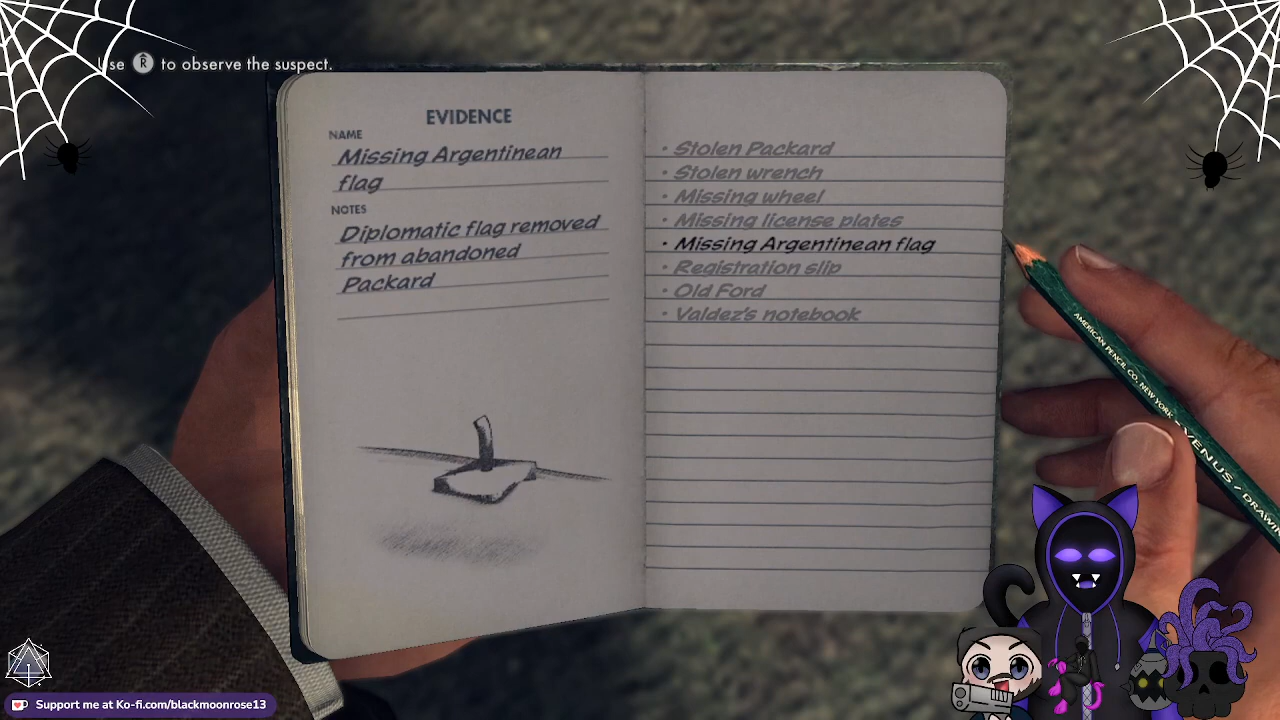 Use R to observe the suspect.
EVIDENCE
NAME
Missing Argentinean
flag
NOTES
Diplomatic flag removed
from abandoned
Packard
• Stolen Packard
• Stolen wrench
• Missing wheel
• Missing license plates
• Missing Argentinean flag
• Registration slip
• Old Ford
• Valdez's notebook
AMERICAN PENCIL CO. NEW YORK
VENUS / DRAWIN
Support me at Ko-fi.com/blackmoonrose13